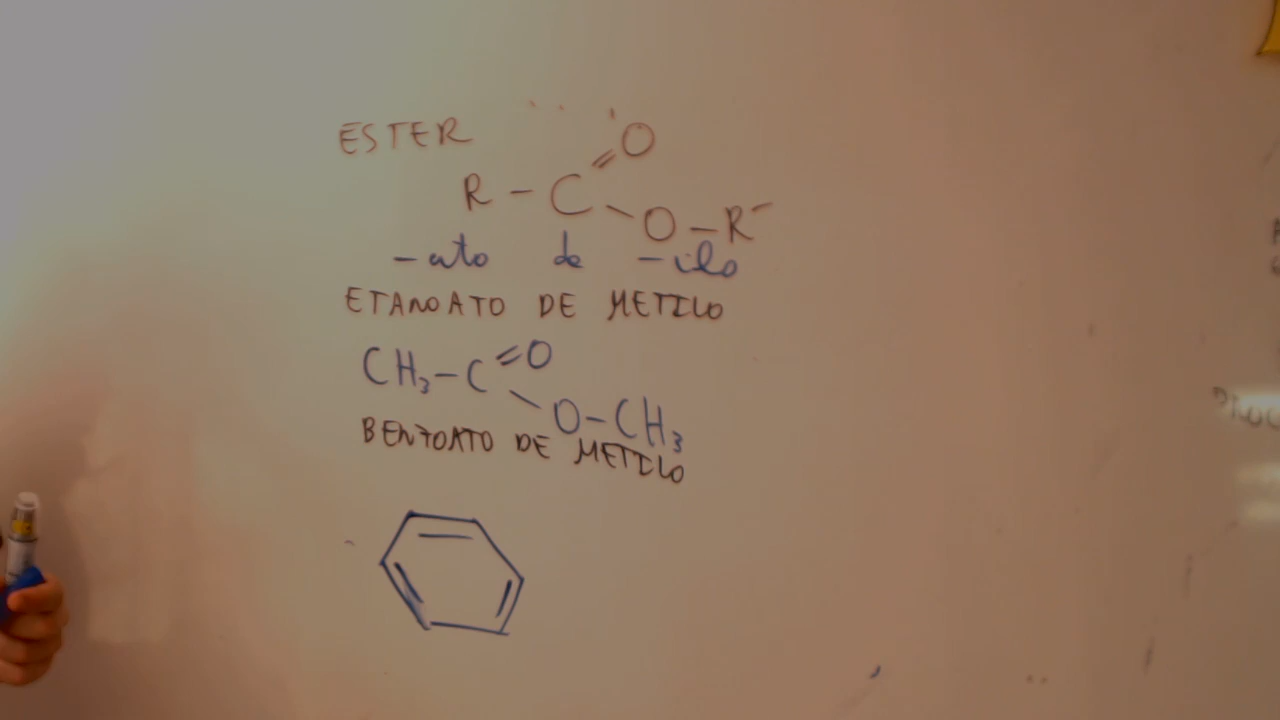 ESTER
R - C = O
O - R-
- ato de - ilo
ETANOATO DE METILO
CH3 - C = O
O - CH3
BENZOATO DE METILO